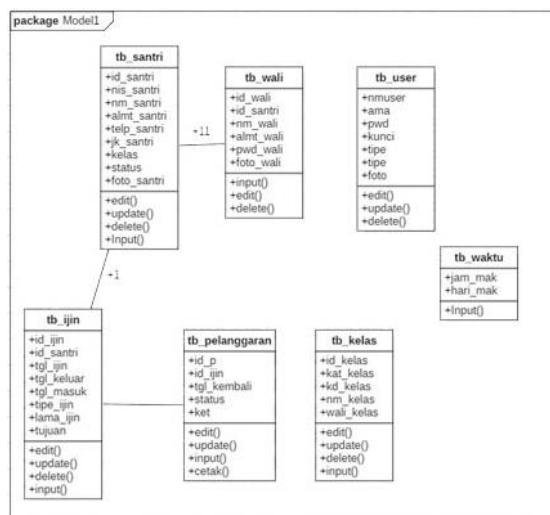 package Model1
tb_santri
+id_santri
+nis_santri
+nm_santri
+almt_santri
+telp_santri
+jk_santri
+kelas
+status
+foto_santri
+edit()
+update()
+delete()
+Input()
+11
tb_wali
+id_wali
+id_santri
+nm_wali
+almt_wali
+pwd_wali
+foto_wali
+input()
+edit()
+delete()
tb_user
+nmuser
+ama
+pwd
+kunci
+tipe
+tipe
+foto
+edit()
+update()
+delete()
tb_waktu
+jam_mak
+hari_mak
+Input()
+1
tb_ijin
+id_ijin
+id_santri
+tgl_ijin
+tgl_keluar
+tgl_masuk
+tipe_ijin
+lama_ijin
+tujuan
+edit()
+update()
+delete()
+input()
tb_pelanggaran
+id_p
+id_ijin
+tgl_kembali
+status
+ket
+edit()
+update()
+input()
+cetak()
tb_kelas
+id_kelas
+kat_kelas
+kd_kelas
+nm_kelas
+wali_kelas
+edit()
+update()
+delete()
+input()